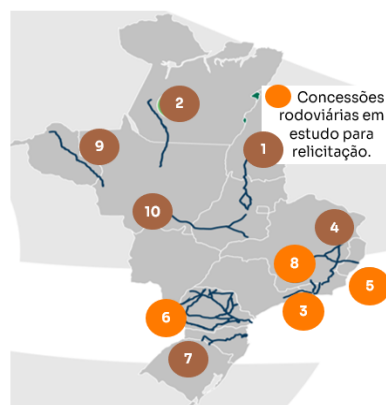 2
Concessões
rodoviárias em
estudo para
relicitação.
9
1
10
4
8
5
6
3
7